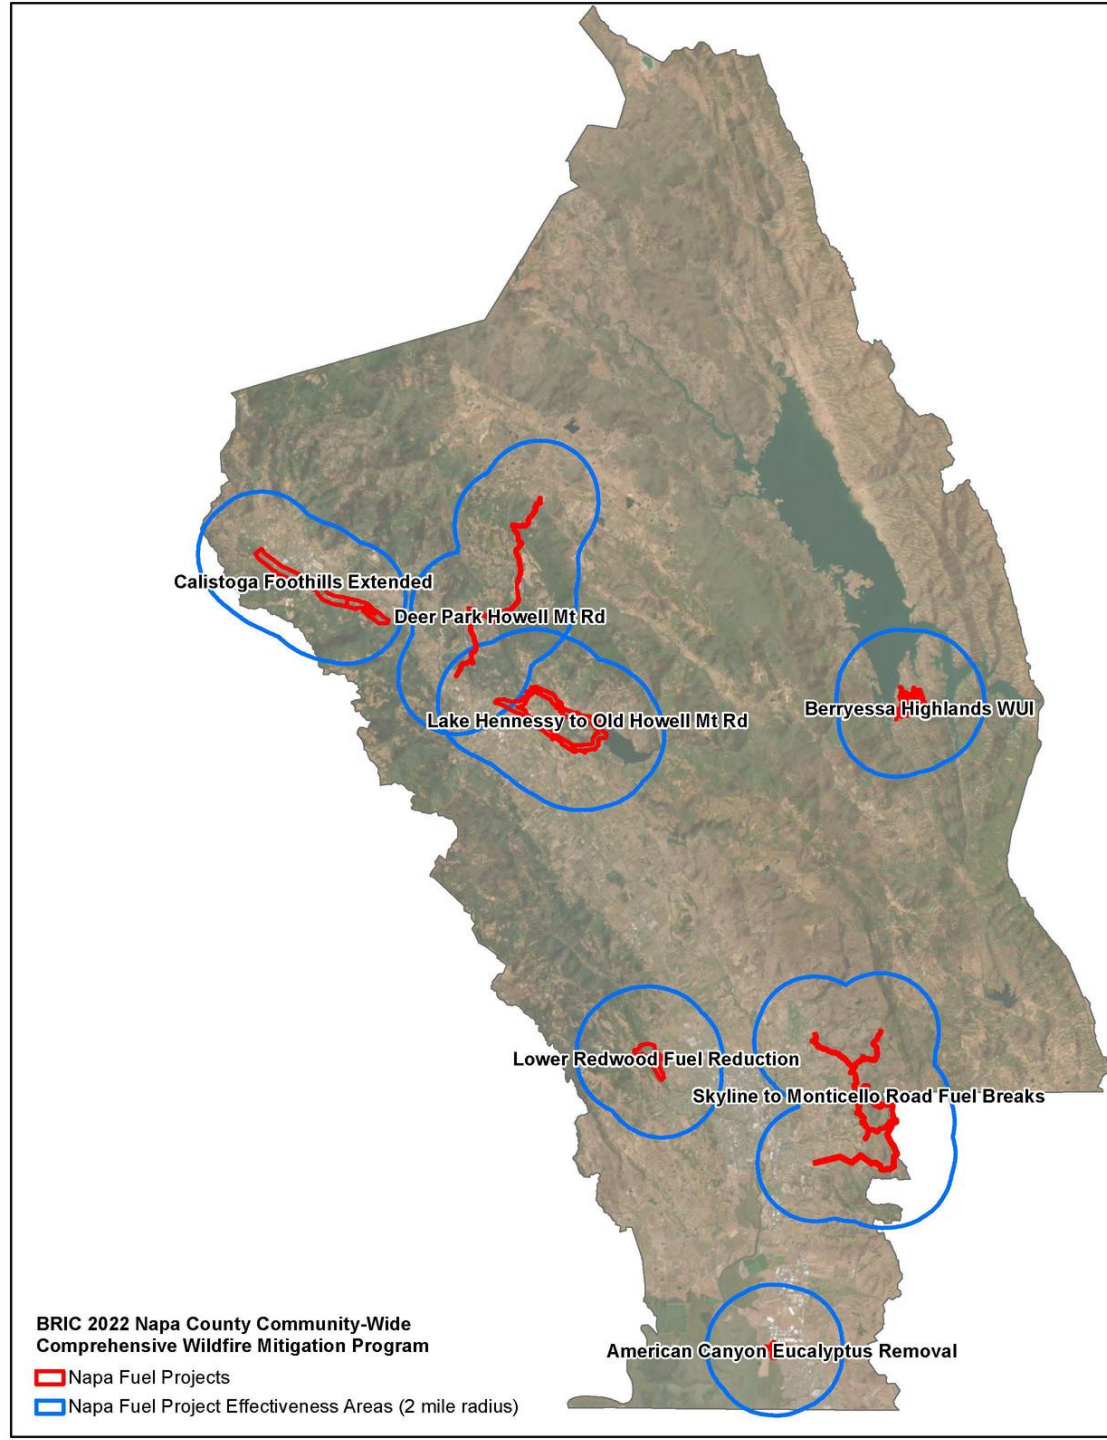 Calistoga Foothills Extended
Deer Park Howell Mt Rd
Lake Hennessy to Old Howell Mt Rd
Berryessa Highlands WUI
Lower Redwood Fuel Reduction
Skyline to Monticello Road Fuel Breaks
American Canyon Eucalyptus Removal
BRIC 2022 Napa County Community-Wide
Comprehensive Wildfire Mitigation Program
Napa Fuel Projects
Napa Fuel Project Effectiveness Areas (2 mile radius)